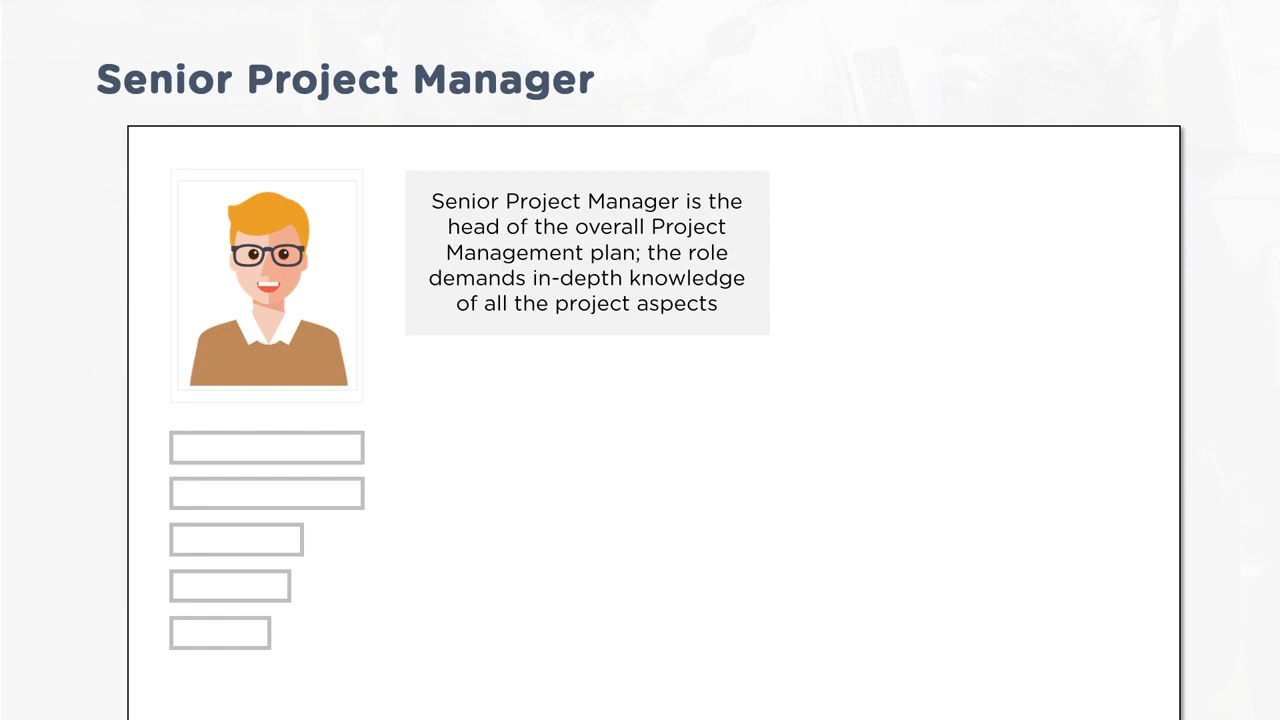 Senior Project Manager
Senior Project Manager is the
head of the overall Project
Management plan; the role
demands in-depth knowledge
of all the project aspects